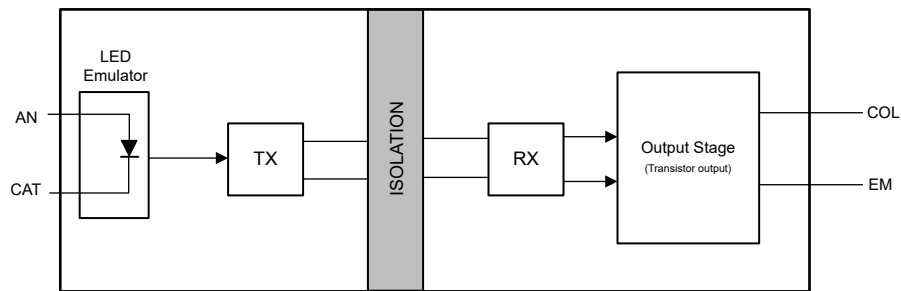 LED
Emulator
AN
CAT
TX
ISOLATION
RX
Output Stage
(Transistor output)
COL
EM